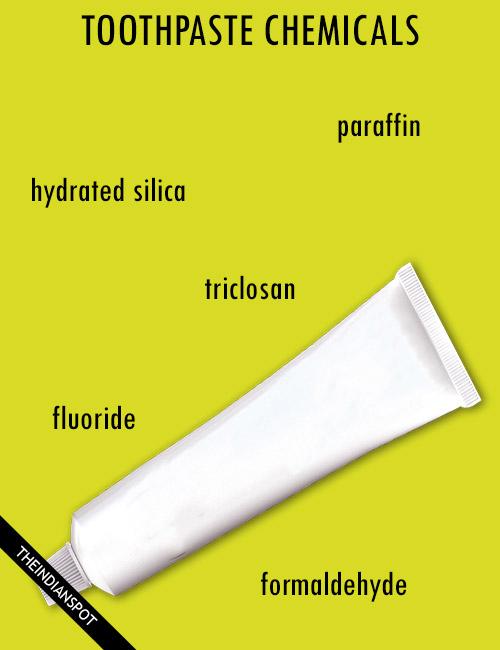 TOOTHPASTE CHEMICALS
paraffin
hydrated silica
triclosan
fluoride
formaldehyde
THEINDIANSPOT